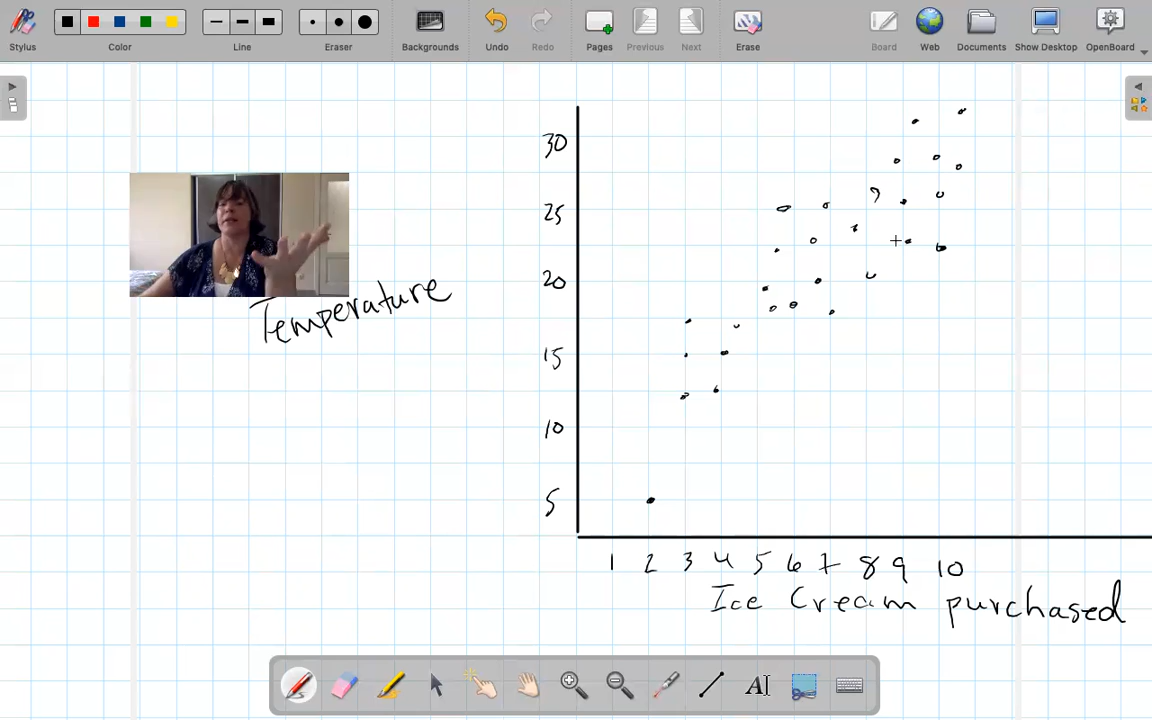 Stylus Color Line Eraser Backgrounds Undo Redo Pages Previous Next Erase Board Web Documents Show Desktop OpenBoard
30
25
Temperature
20
15
10
5
1 2 3 4 5 6 7 8 9 10
Ice Cream purchased
AI